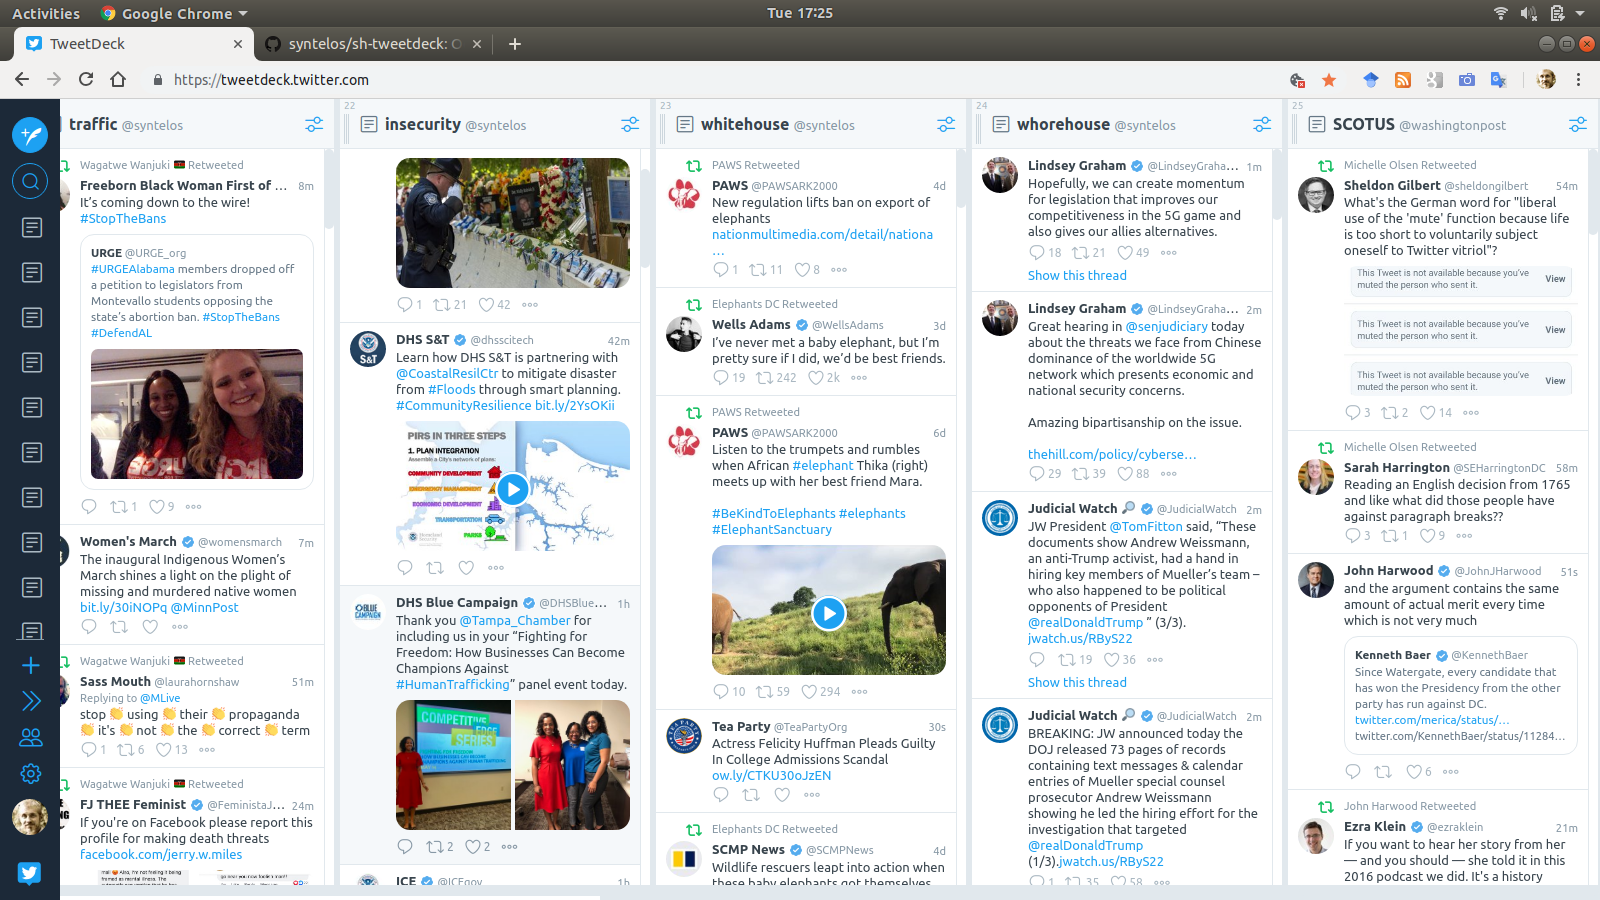 Activities
Google Chrome
Tue 17:25
TweetDeck
syntelos/sh-tweetdeck:
https://tweetdeck.twitter.com
traffic @syntelos
Wagatwe Wanjuki Retweeted
Freeborn Black Woman First of ... 8m
It's coming down to the wire!
#StopTheBans
URGE @URGE_org
#URGEAlabama members dropped off
a petition to legislators from
Montevallo students opposing the
state's abortion ban. #StopTheBans
#DefendAL
1 9
Women's March @womensmarch 7m
The inaugural Indigenous Women's
March shines a light on the plight of
missing and murdered native women
bit.ly/30iNOPq @MinnPost
Wagatwe Wanjuki Retweeted
Sass Mouth @laurahornshaw 51m
Replying to @MLive
stop 👏 using 👏 their 👏 propaganda
👏 it's 👏 not 👏 the 👏 correct 👏 term
1 6 13
Wagatwe Wanjuki Retweeted
FJ THEE Feminist @FeministaJ... 24m
If you're on Facebook please report this
profile for making death threats
facebook.com/jerry.w.miles
22
insecurity @syntelos
1 21 42
DHS S&T @dhsscitech 42m
S&T
Learn how DHS S&T is partnering with
@CoastalResilCtr to mitigate disaster
from #Floods through smart planning.
#CommunityResilience bit.ly/2YsOKii
PIRS IN THREE STEPS
1. PLAN INTEGRATION
Assemble a City's network of plans:
COMMUNITY DEVELOPMENT
EMERGENCY MANAGEMENT
ECONOMIC DEVELOPMENT
TRANSPORTATION
PARKS
DHS Blue Campaign @DHSBlue... 1h
BLUE
CAMPAIGN
Thank you @Tampa_Chamber for
including us in your “Fighting for
Freedom: How Businesses Can Become
Champions Against
#HumanTrafficking” panel event today.
COMPETITIVE
EDGE
SERIES
2 2
ICE @ICEgov 1h
23
whitehouse @syntelos
PAWS Retweeted
PAWS @PAWSARK2000 4d
New regulation lifts ban on export of
elephants
nationmultimedia.com/detail/nationa
...
1 11 8
Elephants DC Retweeted
Wells Adams @WellsAdams 3d
I've never met a baby elephant, but I'm
pretty sure if I did, we'd be best friends.
19 242 2k
PAWS Retweeted
PAWS @PAWSARK2000 6d
Listen to the trumpets and rumbles
when African #elephant Thika (right)
meets up with her best friend Mara.
#BeKindToElephants #elephants
#ElephantSanctuary
10 59 294
Tea Party @TeaPartyOrg 30s
Actress Felicity Huffman Pleads Guilty
In College Admissions Scandal
ow.ly/CTKU30oJzEN
Elephants DC Retweeted
SCMP News @SCMPNews 4d
Wildlife rescuers leapt into action when
these baby elephants got themselves
24
whorehouse @syntelos
Lindsey Graham @LindseyGraha... 1m
Hopefully, we can create momentum
for legislation that improves our
competitiveness in the 5G game and
also gives our allies alternatives.
18 21 49
Show this thread
Lindsey Graham @LindseyGraha... 2m
Great hearing in @senjudiciary today
about the threats we face from Chinese
dominance of the worldwide 5G
network which presents economic and
national security concerns.
Amazing bipartisanship on the issue.
thehill.com/policy/cyberse...
29 39 88
Judicial Watch 🔎 @JudicialWatch 2m
JW President @TomFitton said, “These
documents show Andrew Weissmann,
an anti-Trump activist, had a hand in
hiring key members of Mueller's team –
who also happened to be political
opponents of President
@realDonaldTrump ” (3/3).
jwatch.us/RByS22
19 36
Show this thread
Judicial Watch 🔎 @JudicialWatch 2m
BREAKING: JW announced today the
DOJ released 73 pages of records
containing text messages & calendar
entries of Mueller special counsel
prosecutor Andrew Weissmann
showing he led the hiring effort for the
investigation that targeted
@realDonaldTrump
(1/3).jwatch.us/RByS22
1 35 58
25
SCOTUS @washingtonpost
Michelle Olsen Retweeted
Sheldon Gilbert @sheldongilbert 54m
What's the German word for "liberal
use of the 'mute' function because life
is too short to voluntarily subject
oneself to Twitter vitriol"?
This Tweet is not available because you've
muted the person who sent it. View
This Tweet is not available because you've
muted the person who sent it. View
This Tweet is not available because you've
muted the person who sent it. View
3 2 14
Michelle Olsen Retweeted
Sarah Harrington @SEHarringtonDC 58m
Reading an English decision from 1765
and like what did those people have
against paragraph breaks??
3 1 9
John Harwood @JohnJHarwood 51s
and the argument contains the same
amount of actual merit every time
which is not very much
Kenneth Baer @KennethBaer
Since Watergate, every candidate that
has won the Presidency from the other
party has run against DC.
twitter.com/merica/status/...
twitter.com/KennethBaer/status/11284...
6
John Harwood Retweeted
Ezra Klein @ezraklein 21m
If you want to hear her story from her
— and you should — she told it in this
2016 podcast we did. It's a history